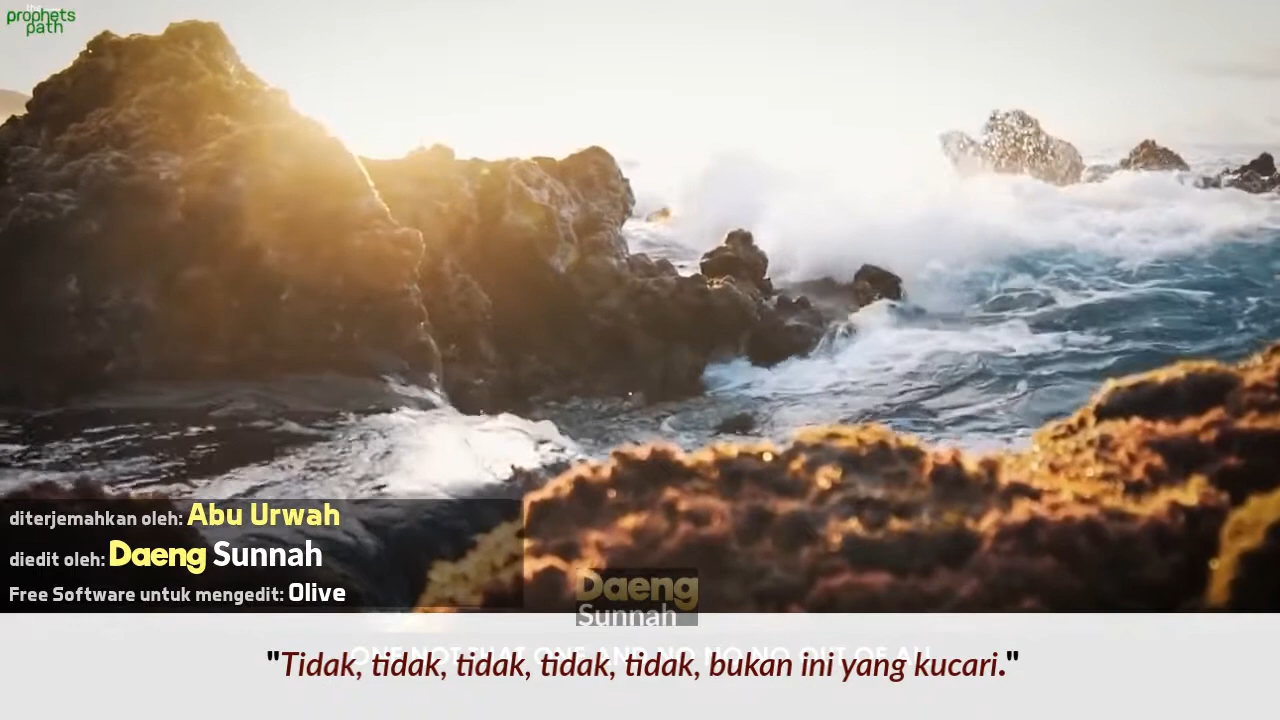 the
prophets
path
diterjemahkan oleh: Abu Urwah
diedit oleh: Daeng Sunnah
Free Software untuk mengedit: Olive
Daeng
Sunnah
"Tidak, tidak, tidak, tidak, tidak, bukan ini yang kucari."